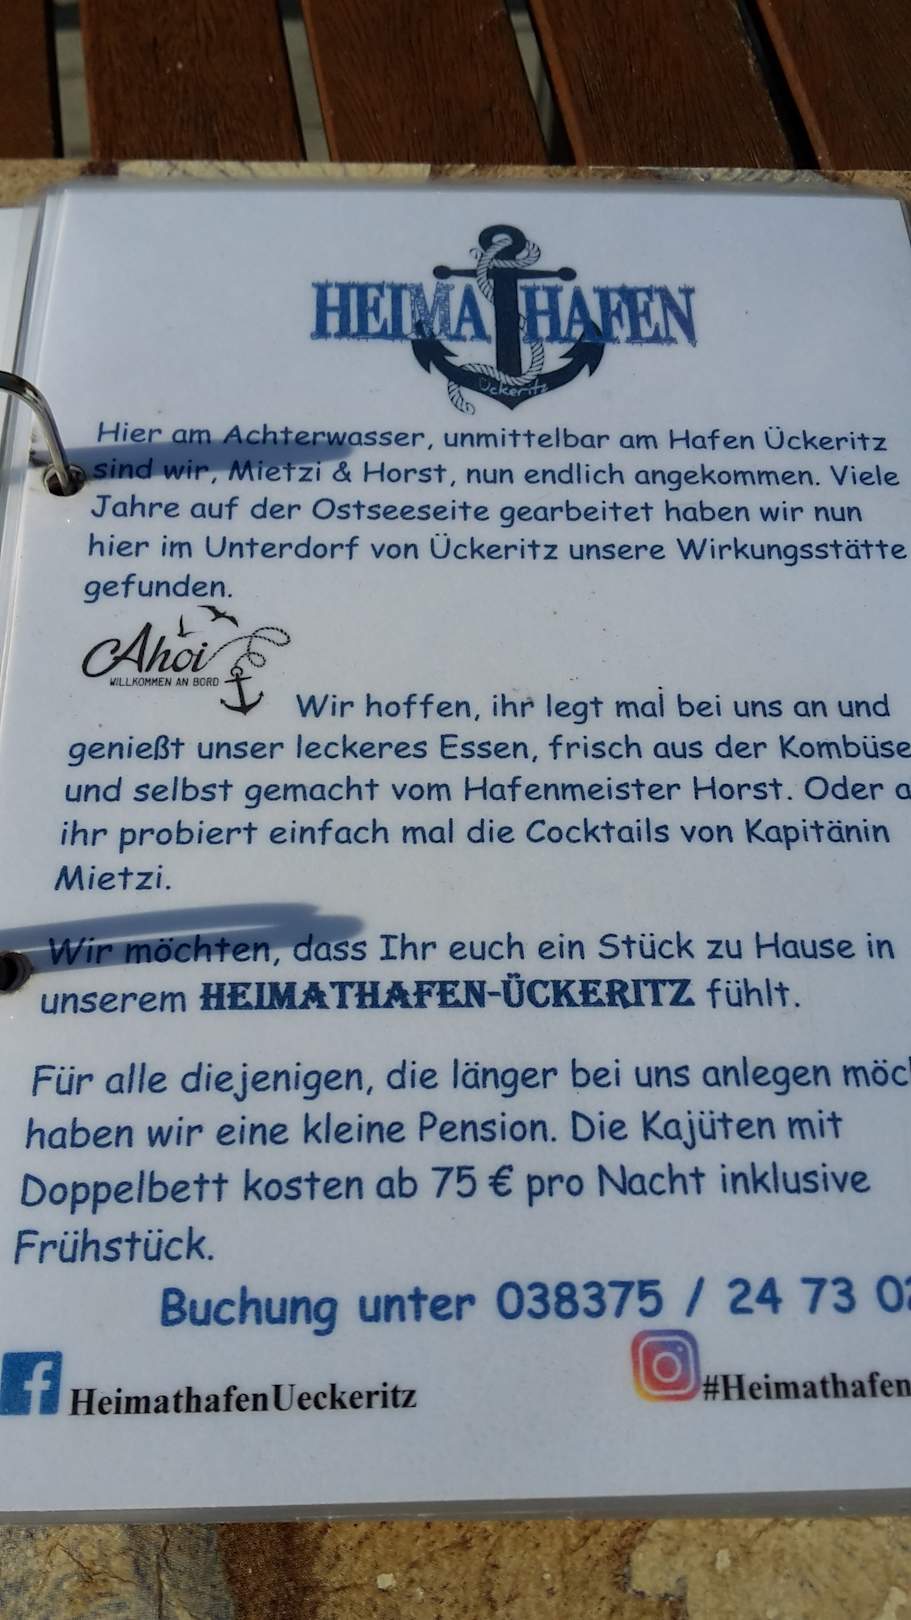 HEIMATHAFEN
Ückeritz
Hier am Achterwasser, unmittelbar am Hafen Ückeritz
sind wir, Mietzi & Horst, nun endlich angekommen. Viele
Jahre auf der Ostseeseite gearbeitet haben wir nun
hier im Unterdorf von Ückeritz unsere Wirkungsstätte
gefunden.
Ahoi
WILLKOMMEN AN BORD
Wir hoffen, ihr legt mal bei uns an und
genießt unser leckeres Essen, frisch aus der Kombüse
und selbst gemacht vom Hafenmeister Horst. Oder
ihr probiert einfach mal die Cocktails von Kapitänin
Mietzi.
Wir möchten, dass Ihr euch ein Stück zu Hause in
unserem HEIMATHAFEN-ÜCKERITZ fühlt.
Für alle diejenigen, die länger bei uns anlegen
haben wir eine kleine Pension. Die Kajüten mit
Doppelbett kosten ab 75 € pro Nacht inklusive
Frühstück.
Buchung unter 038375 / 24 73
HeimathafenUeckeritz
#Heimathafen